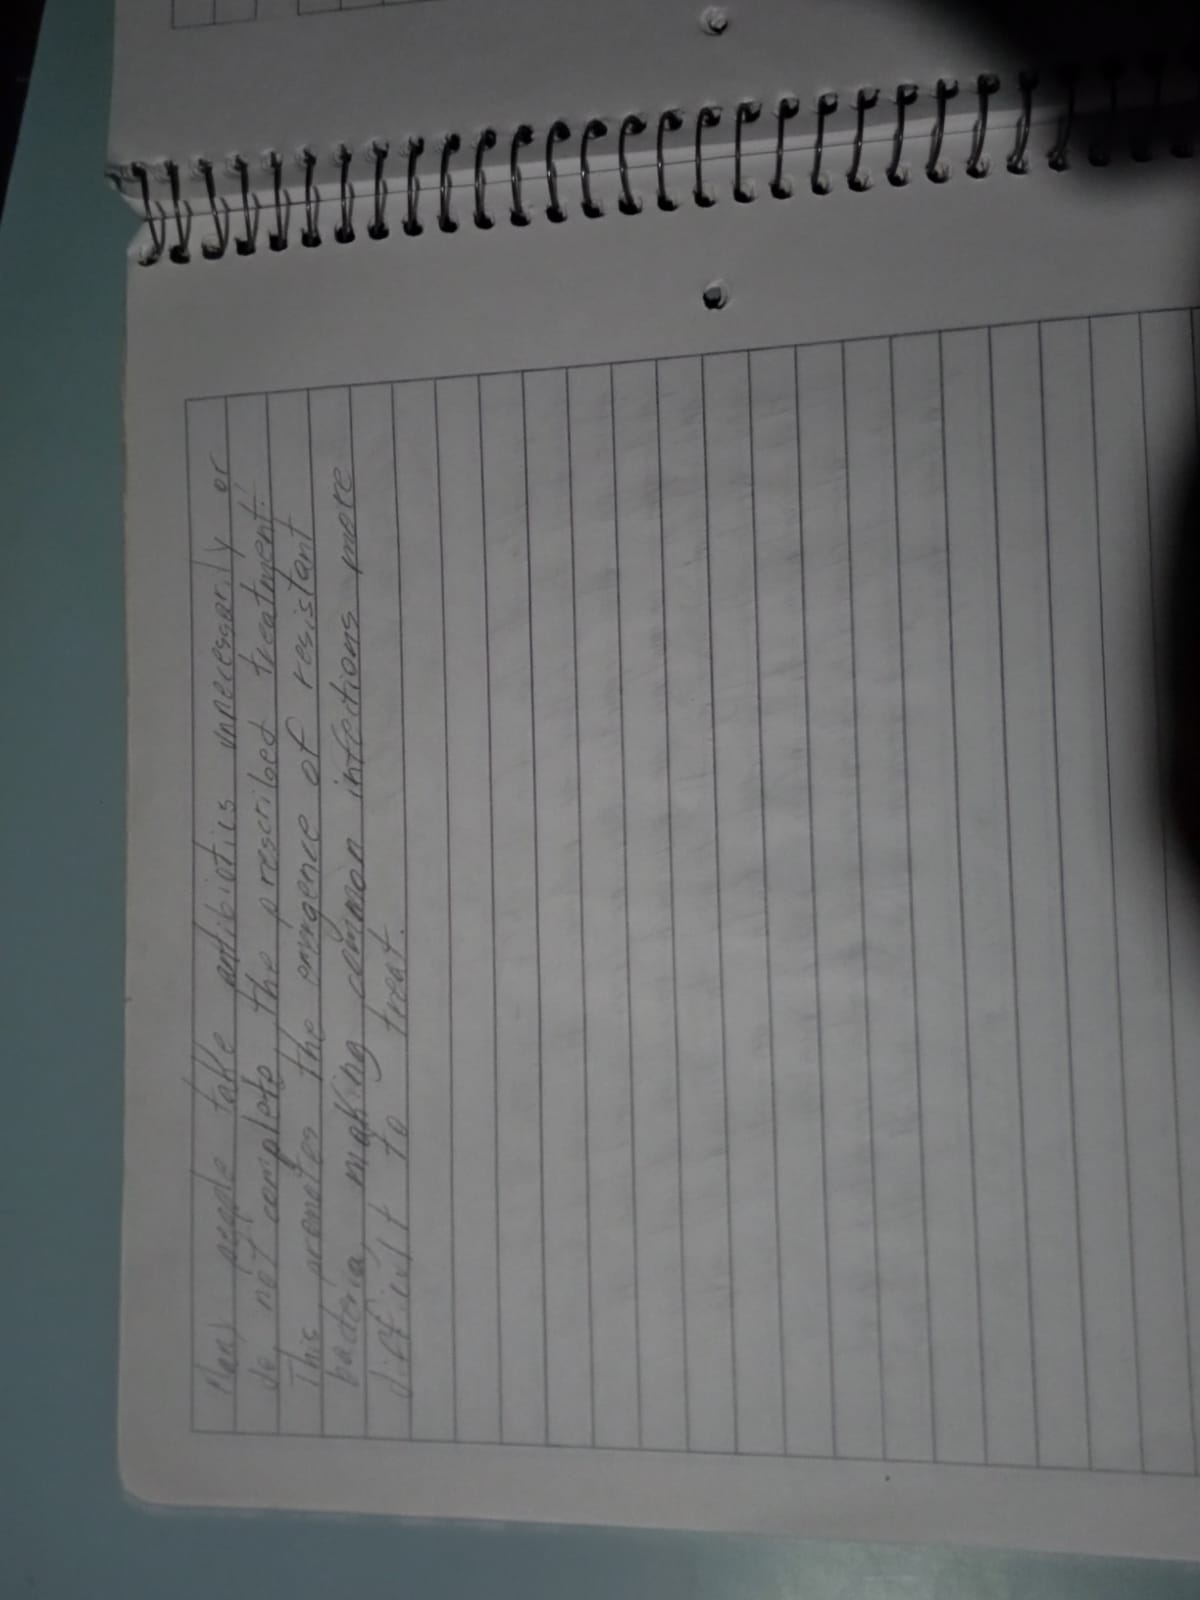 Many people take antibiotics unnecessarily or
do not complete the prescribed treatment.
This promotes the emergence of resistant
bacteria, making common infections more
difficult to treat.